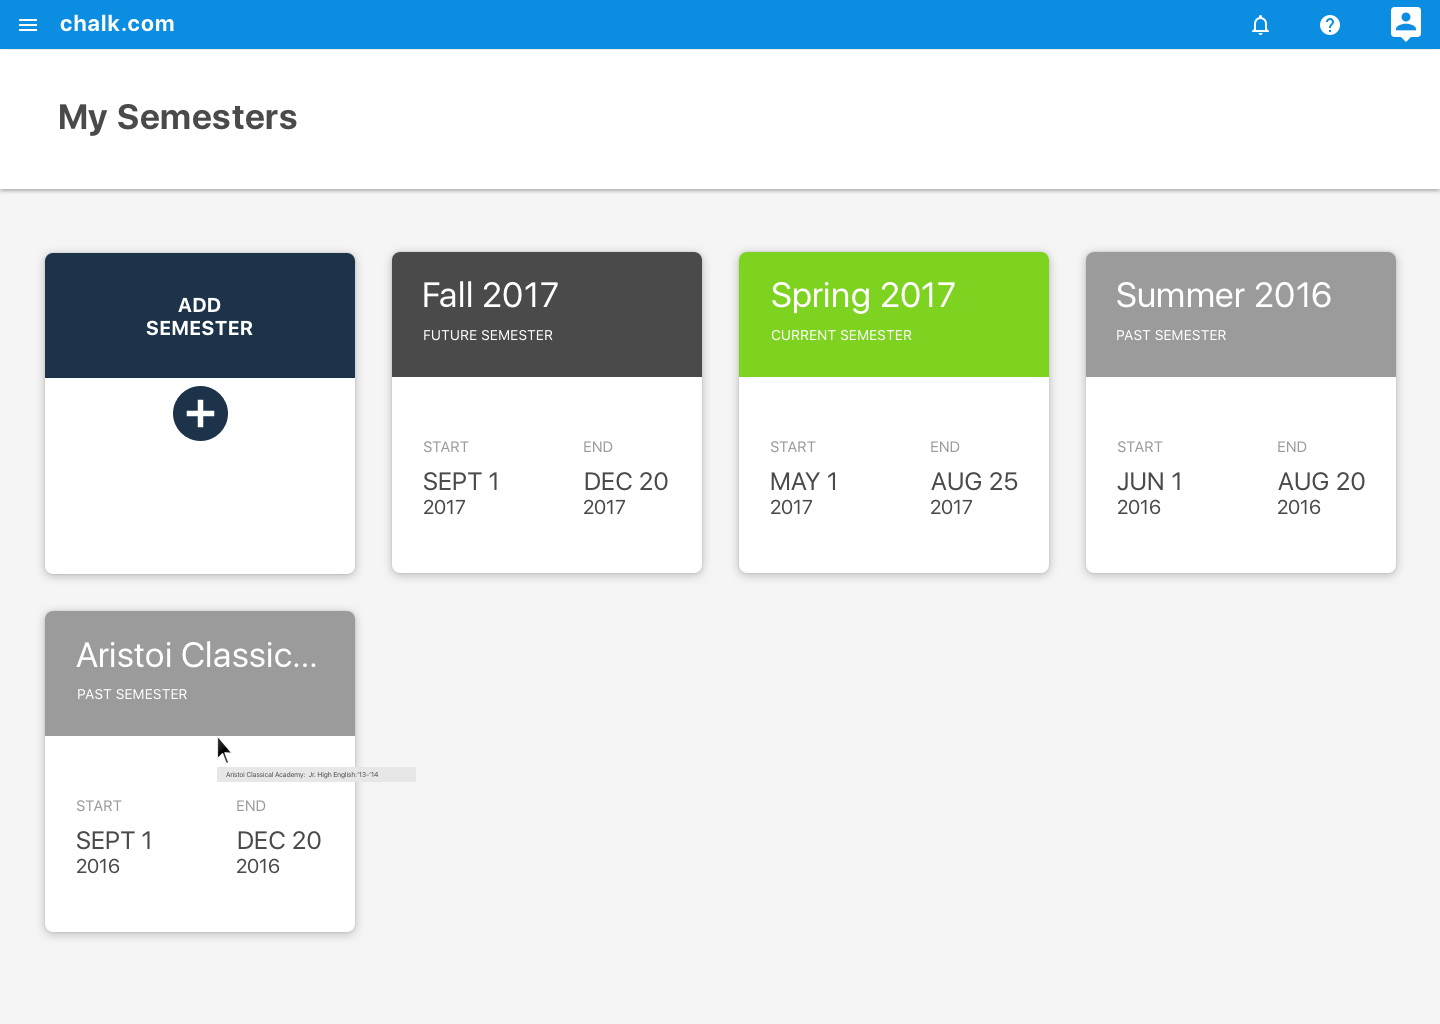 chalk.com
My Semesters
ADD
SEMESTER
Fall 2017
FUTURE SEMESTER
START
END
SEPT 1
DEC 20
2017
2017
Spring 2017
CURRENT SEMESTER
START
END
MAY 1
AUG 25
2017
2017
Summer 2016
PAST SEMESTER
START
END
JUN 1
AUG 20
2016
2016
Aristoi Classic...
PAST SEMESTER
Aristoi Classical Academy: Jr. High English:'13-'14
START
END
SEPT 1
DEC 20
2016
2016